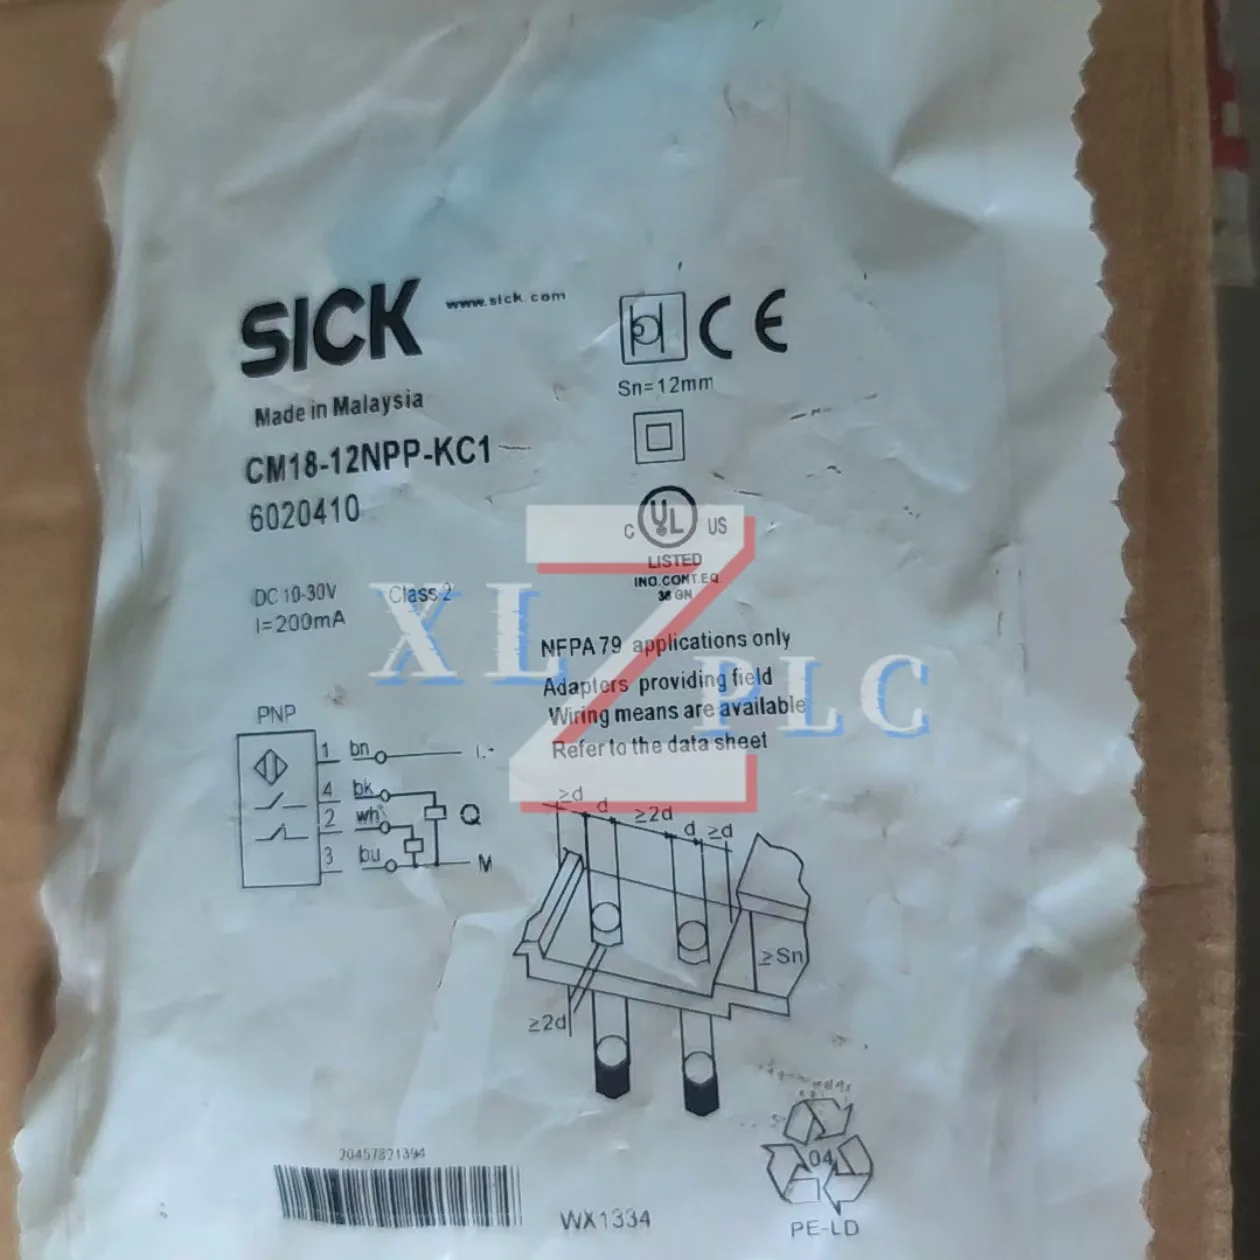 SICK www.sick.com
CE
Made in Malaysia
Sn=12mm
CM18-12NPP-KC1
6020410
C UL US
LISTED
IND.CONT.EQ
DC 10-30V Class 2
I=200mA
XLZ PLC
NFPA 79 applications only
Adapters providing field
Wiring means are available
Refer to the data sheet
PNP
1 bn L+
4 bk Q
2 wh
3 bu M
≥d d ≥2d d ≥d
≥Sn
≥2d
04
PE-LD
20457821394
WX1334